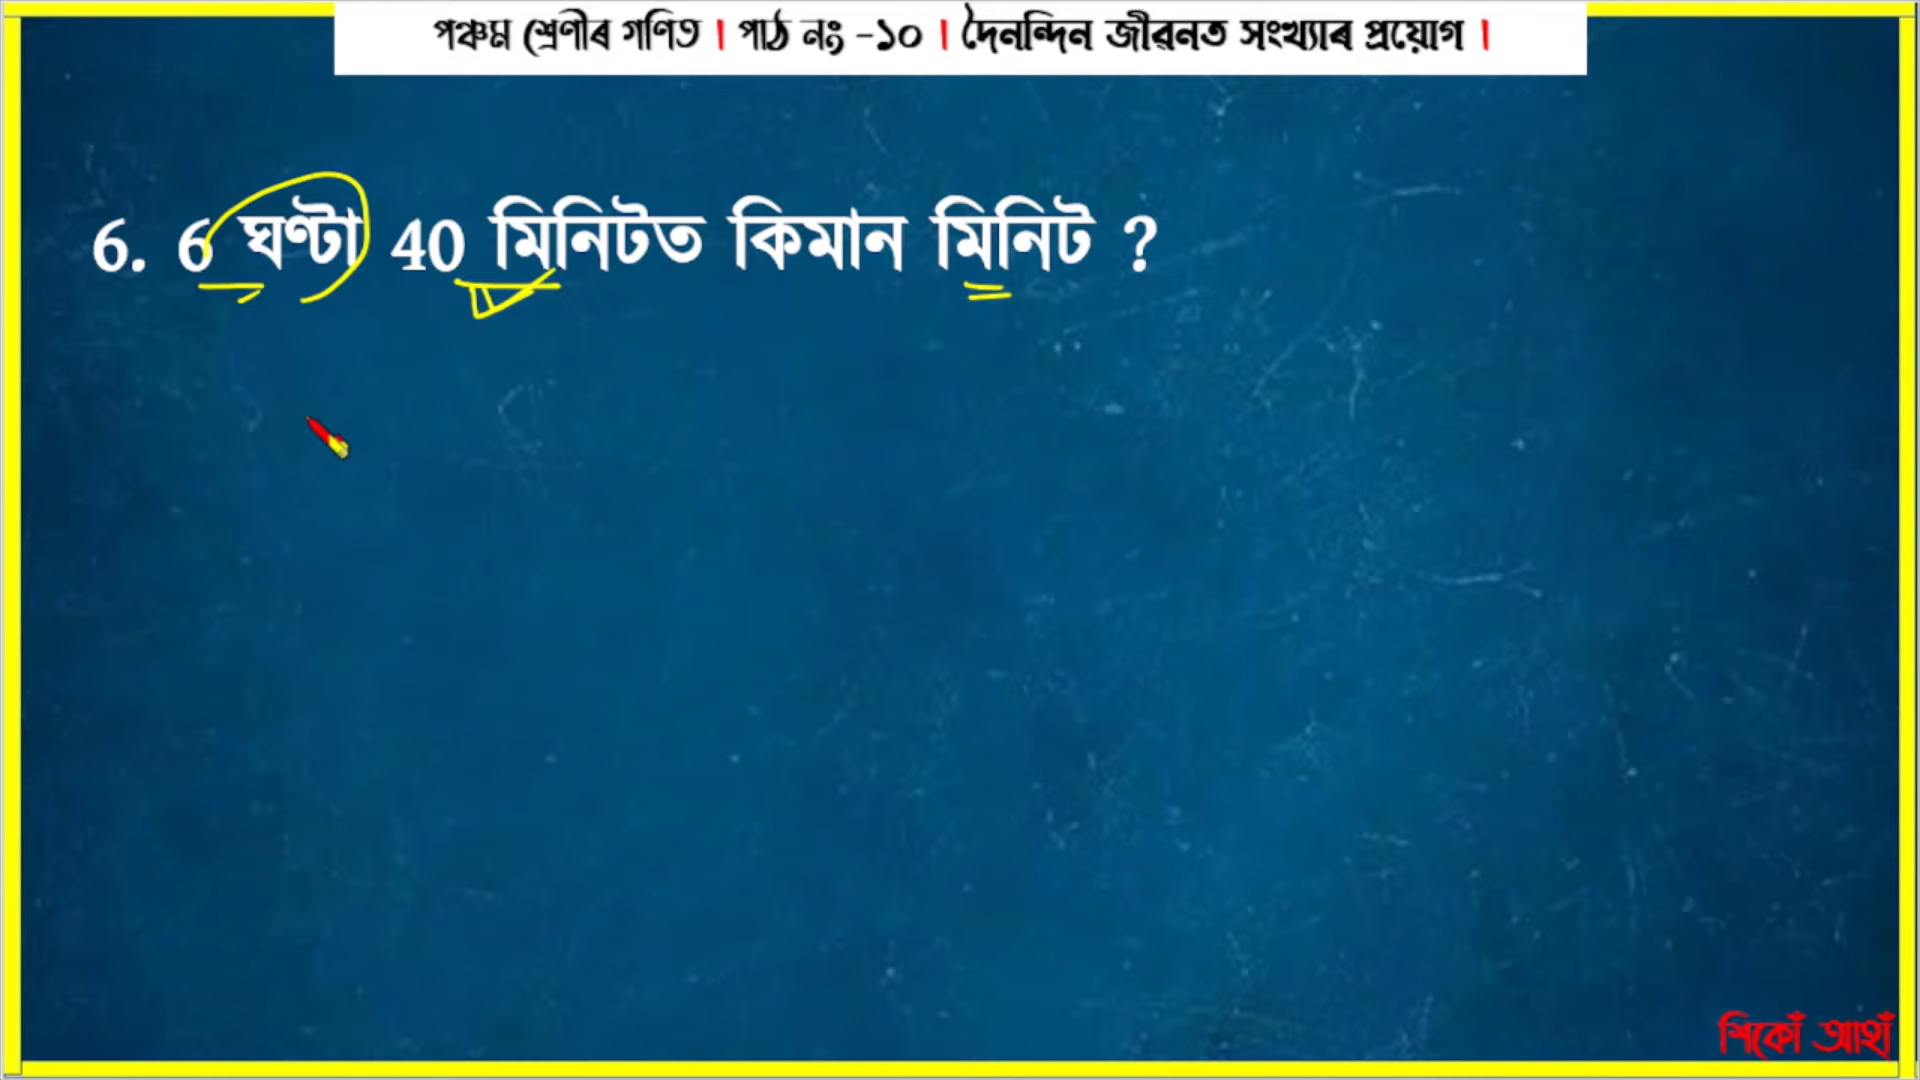 পঞ্চম শ্ৰেণীৰ গণিত । পাঠ নং -১০ । দৈনন্দিন জীৱনত সংখ্যাৰ প্ৰয়োগ ।
6. 6 ঘণ্টা 40 মিনিটত কিমান মিনিট ?
শিকোঁ আহাঁ